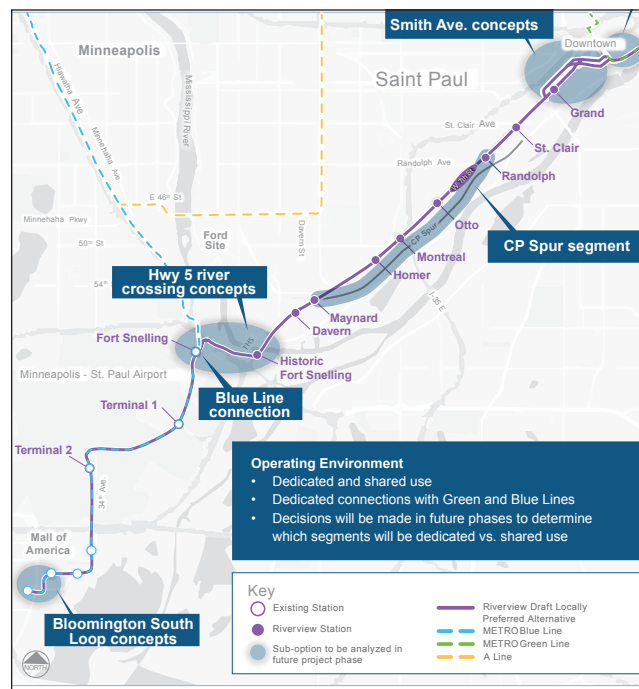 Smith Ave. concepts
Downtown
Minneapolis
Saint Paul
Hiawatha Ave
Minnehaha Ave
Mississippi River
Grand
St. Clair Ave
St. Clair
Randolph Ave
Randolph
W. 7th St.
E 46th St
Minnehaha Pkwy
50th St
54th
Ford
Site
Davern St
Otto
CP Spur
CP Spur segment
Montreal
Homer
I-35 E
Hwy 5 river
crossing concepts
Maynard
Davern
Fort Snelling
TH5
Historic
Fort Snelling
Minneapolis - St. Paul Airport
Blue Line
connection
Terminal 1
Terminal 2
34th Ave.
Mall of
America
Bloomington South
Loop concepts
Operating Environment
• Dedicated and shared use
• Dedicated connections with Green and Blue Lines
• Decisions will be made in future phases to determine
which segments will be dedicated vs. shared use
Key
Existing Station
Riverview Station
Sub-option to be analyzed in
future project phase
Riverview Draft Locally
Preferred Alternative
METRO Blue Line
METRO Green Line
A Line
NORTH